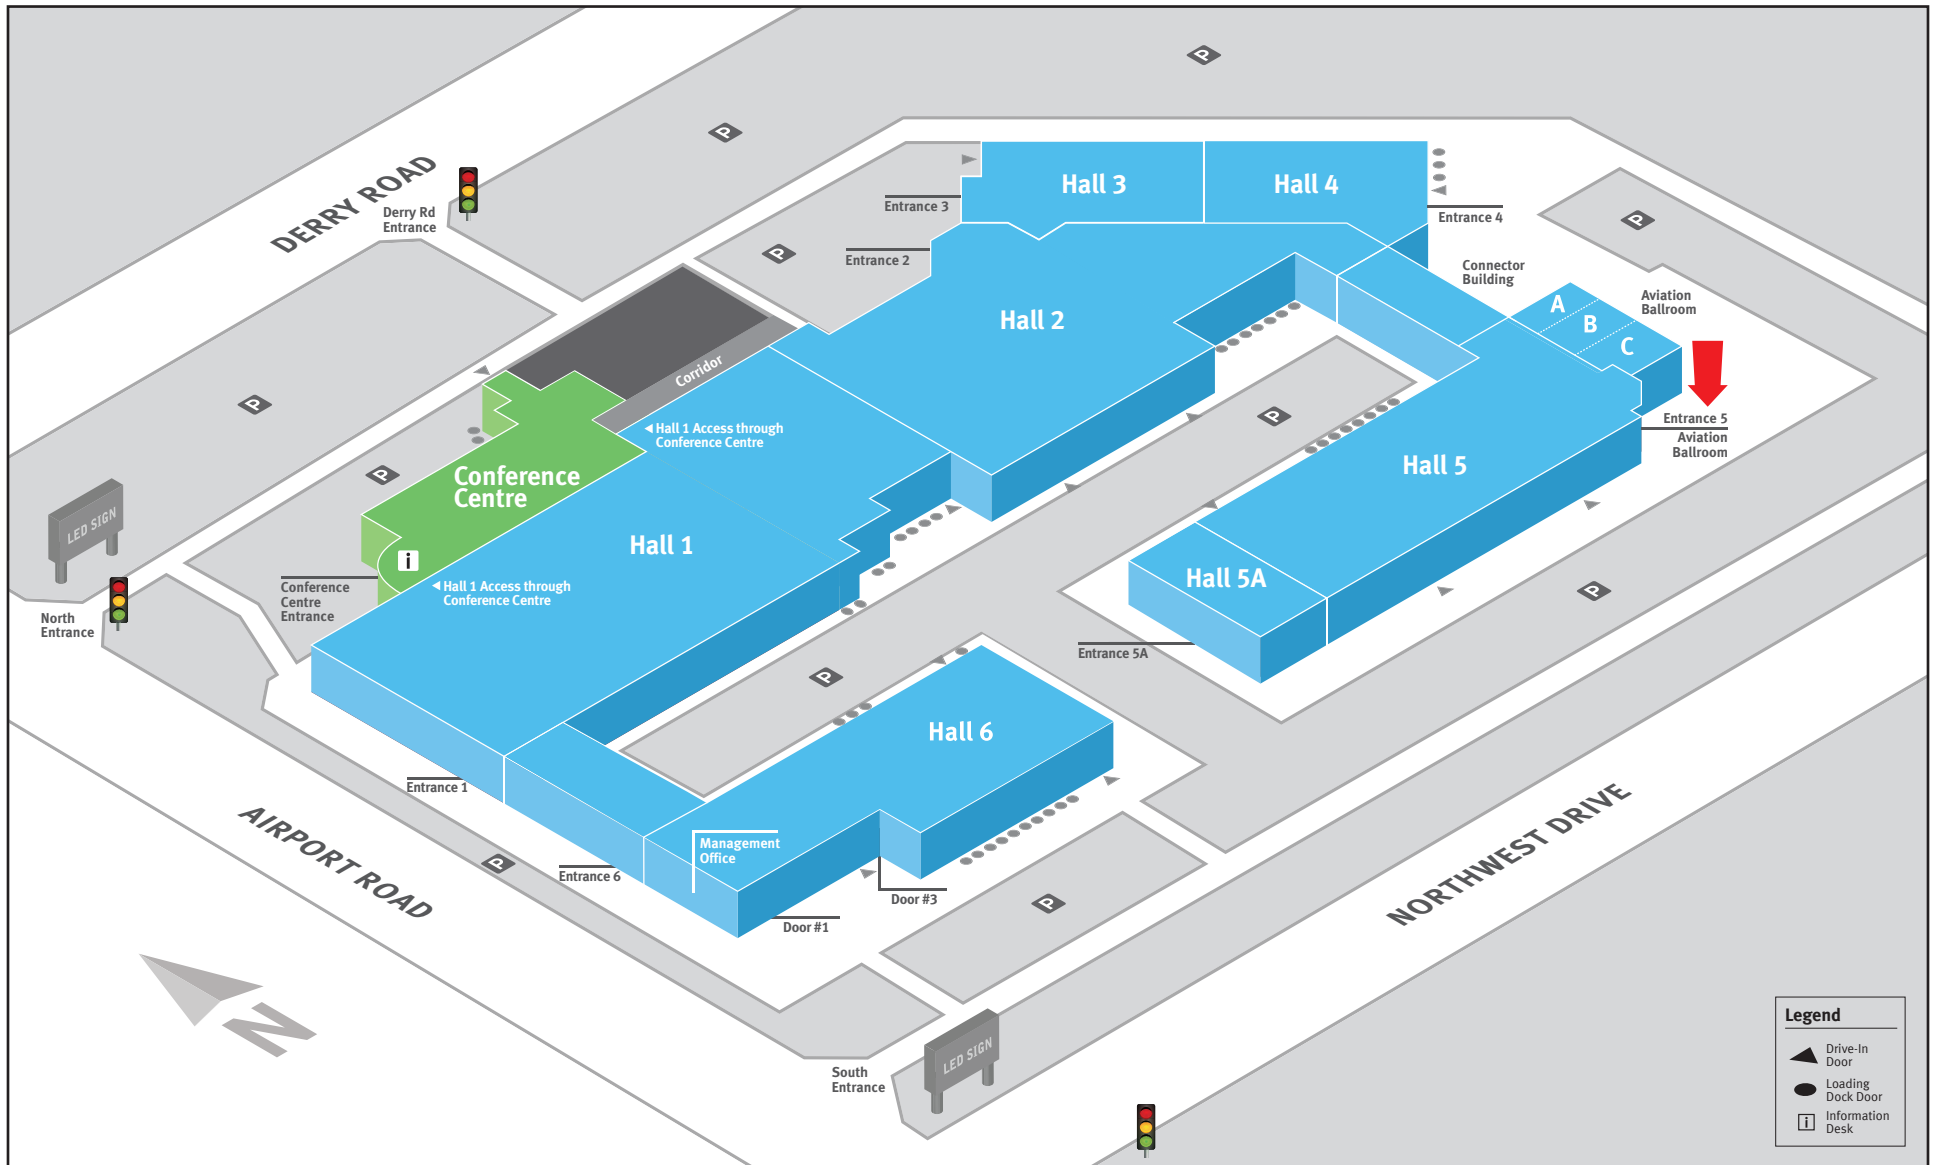 P
P
DERRY ROAD
Derry Rd
Entrance
Hall 3
Hall 4
Entrance 3
Entrance 4
P
Entrance 2
P
Connector
Building
Aviation
Ballroom
A
B
C
Hall 2
Corridor
P
Hall 1 Access through
Conference Centre
P
Entrance 5
Aviation
Ballroom
Conference
Centre
P
Hall 5
LED SIGN
Hall 1
i
Hall 1 Access through
Conference Centre
Conference
Centre
Entrance
Hall 5A
P
North
Entrance
Entrance 5A
P
Hall 6
Entrance 1
AIRPORT ROAD
NORTHWEST DRIVE
Management
Office
P
Entrance 6
Door #3
P
Door #1
N
LED SIGN
South
Entrance
Legend
Drive-In
Door
Loading
Dock Door
i
Information
Desk